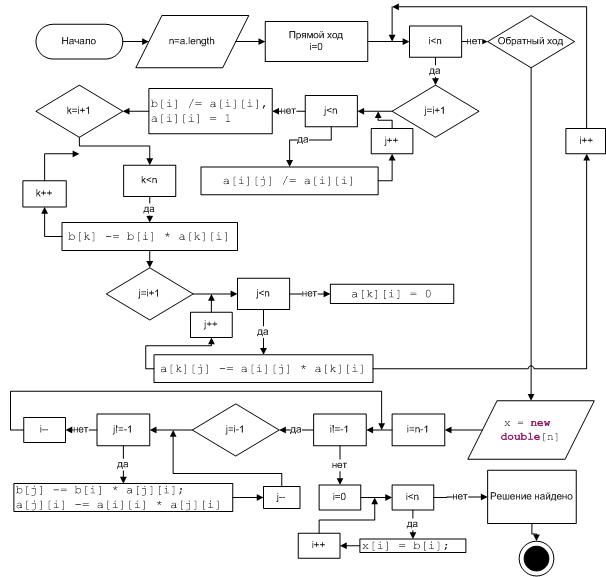 Начало
n=a.length
Прямой ход
i=0
i<n
нет
Обратный ход
да
k=i+1
b[i] /= a[i][i],
a[i][i] = 1
нет
j<n
j=i+1
j++
i++
да
a[i][j] /= a[i][i]
k<n
k++
да
b[k] -= b[i] * a[k][i]
j=i+1
j<n
нет
a[k][i] = 0
j++
да
a[k][j] -= a[i][j] * a[k][i]
i--
нет
j!=-1
j=i-1
да
i!=-1
i=n-1
x = new
double[n]
да
нет
b[j] -= b[i] * a[j][i];
a[j][i] -= a[i][i] * a[j][i]
j--
i=0
i<n
нет
Решение найдено
да
i++
x[i] = b[i];